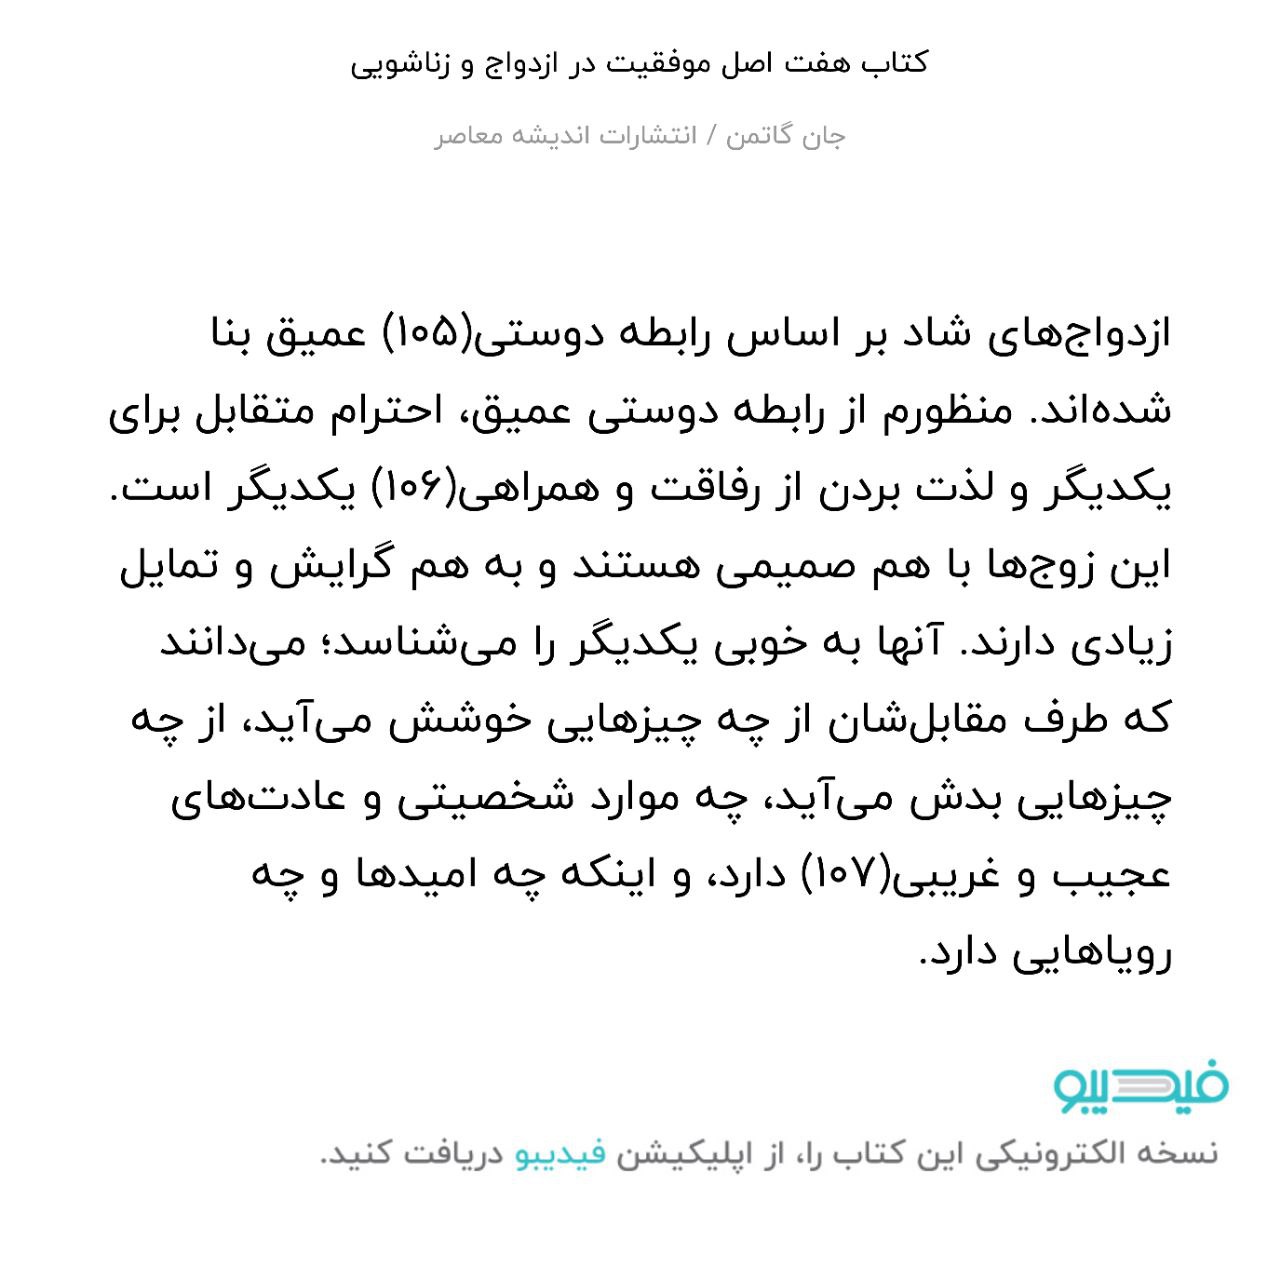 کتاب هفت اصل موفقیت در ازدواج و زناشویی
جان گاتمن / انتشارات اندیشه معاصر
ازدواج‌های شاد بر اساس رابطه دوستی(۱۰۵) عمیق بنا
شده‌اند. منظورم از رابطه دوستی عمیق، احترام متقابل برای
یکدیگر و لذت بردن از رفاقت و همراهی(۱۰۶) یکدیگر است.
این زوج‌ها با هم صمیمی هستند و به هم گرایش و تمایل
زیادی دارند. آنها به خوبی یکدیگر را می‌شناسد؛ می‌دانند
که طرف مقابل‌شان از چه چیزهایی خوشش می‌آید، از چه
چیزهایی بدش می‌آید، چه موارد شخصیتی و عادت‌های
عجیب و غریبی(۱۰۷) دارد، و اینکه چه امیدها و چه
رویاهایی دارد.
فیدیبو
نسخه الکترونیکی این کتاب را، از اپلیکیشن فیدیبو دریافت کنید.